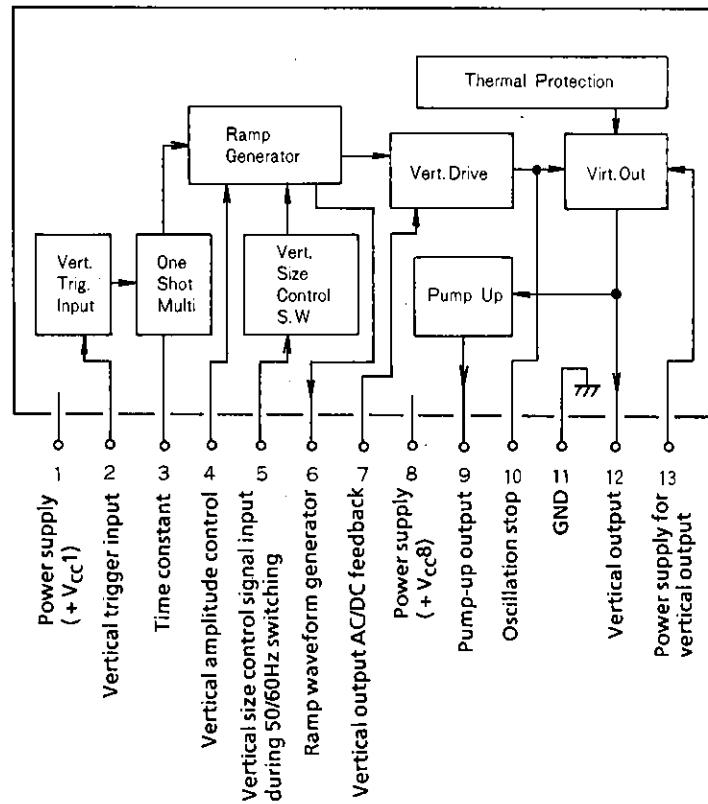 Thermal Protection
Ramp
Generator
Vert. Drive
Virt. Out
Vert.
Trig.
Input
One
Shot
Multi
Vert.
Size
Control
S.W
Pump Up
1
2
3
4
5
6
7
8
9
10
11
12
13
Power supply
(+ Vcc1)
Vertical trigger input
Time constant
Vertical amplitude control
Vertical size control signal input
during 50/60Hz switching
Ramp waveform generator
Vertical output AC/DC feedback
Power supply
(+ Vcc8)
Pump-up output
Oscillation stop
GND
Vertical output
Power supply for
vertical output